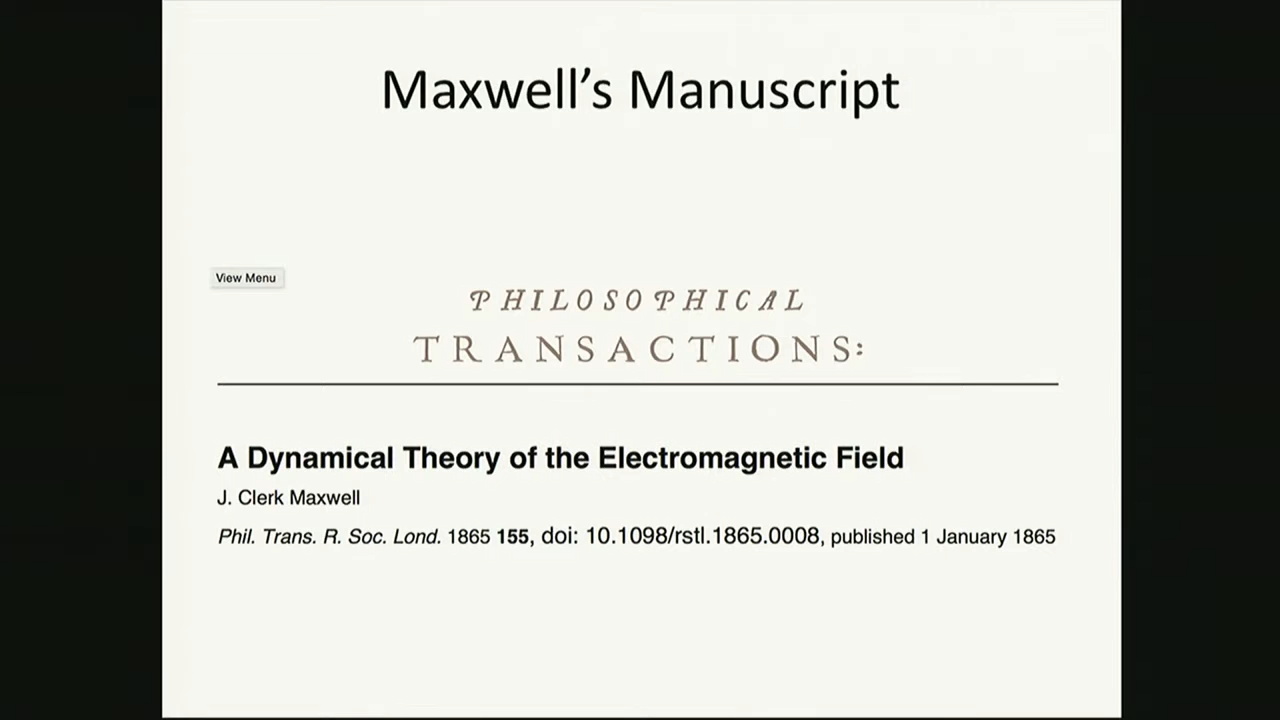 Maxwell’s Manuscript
View Menu
PHILOSOPHICAL
TRANSACTIONS:
A Dynamical Theory of the Electromagnetic Field
J. Clerk Maxwell
Phil. Trans. R. Soc. Lond. 1865 155, doi: 10.1098/rstl.1865.0008, published 1 January 1865